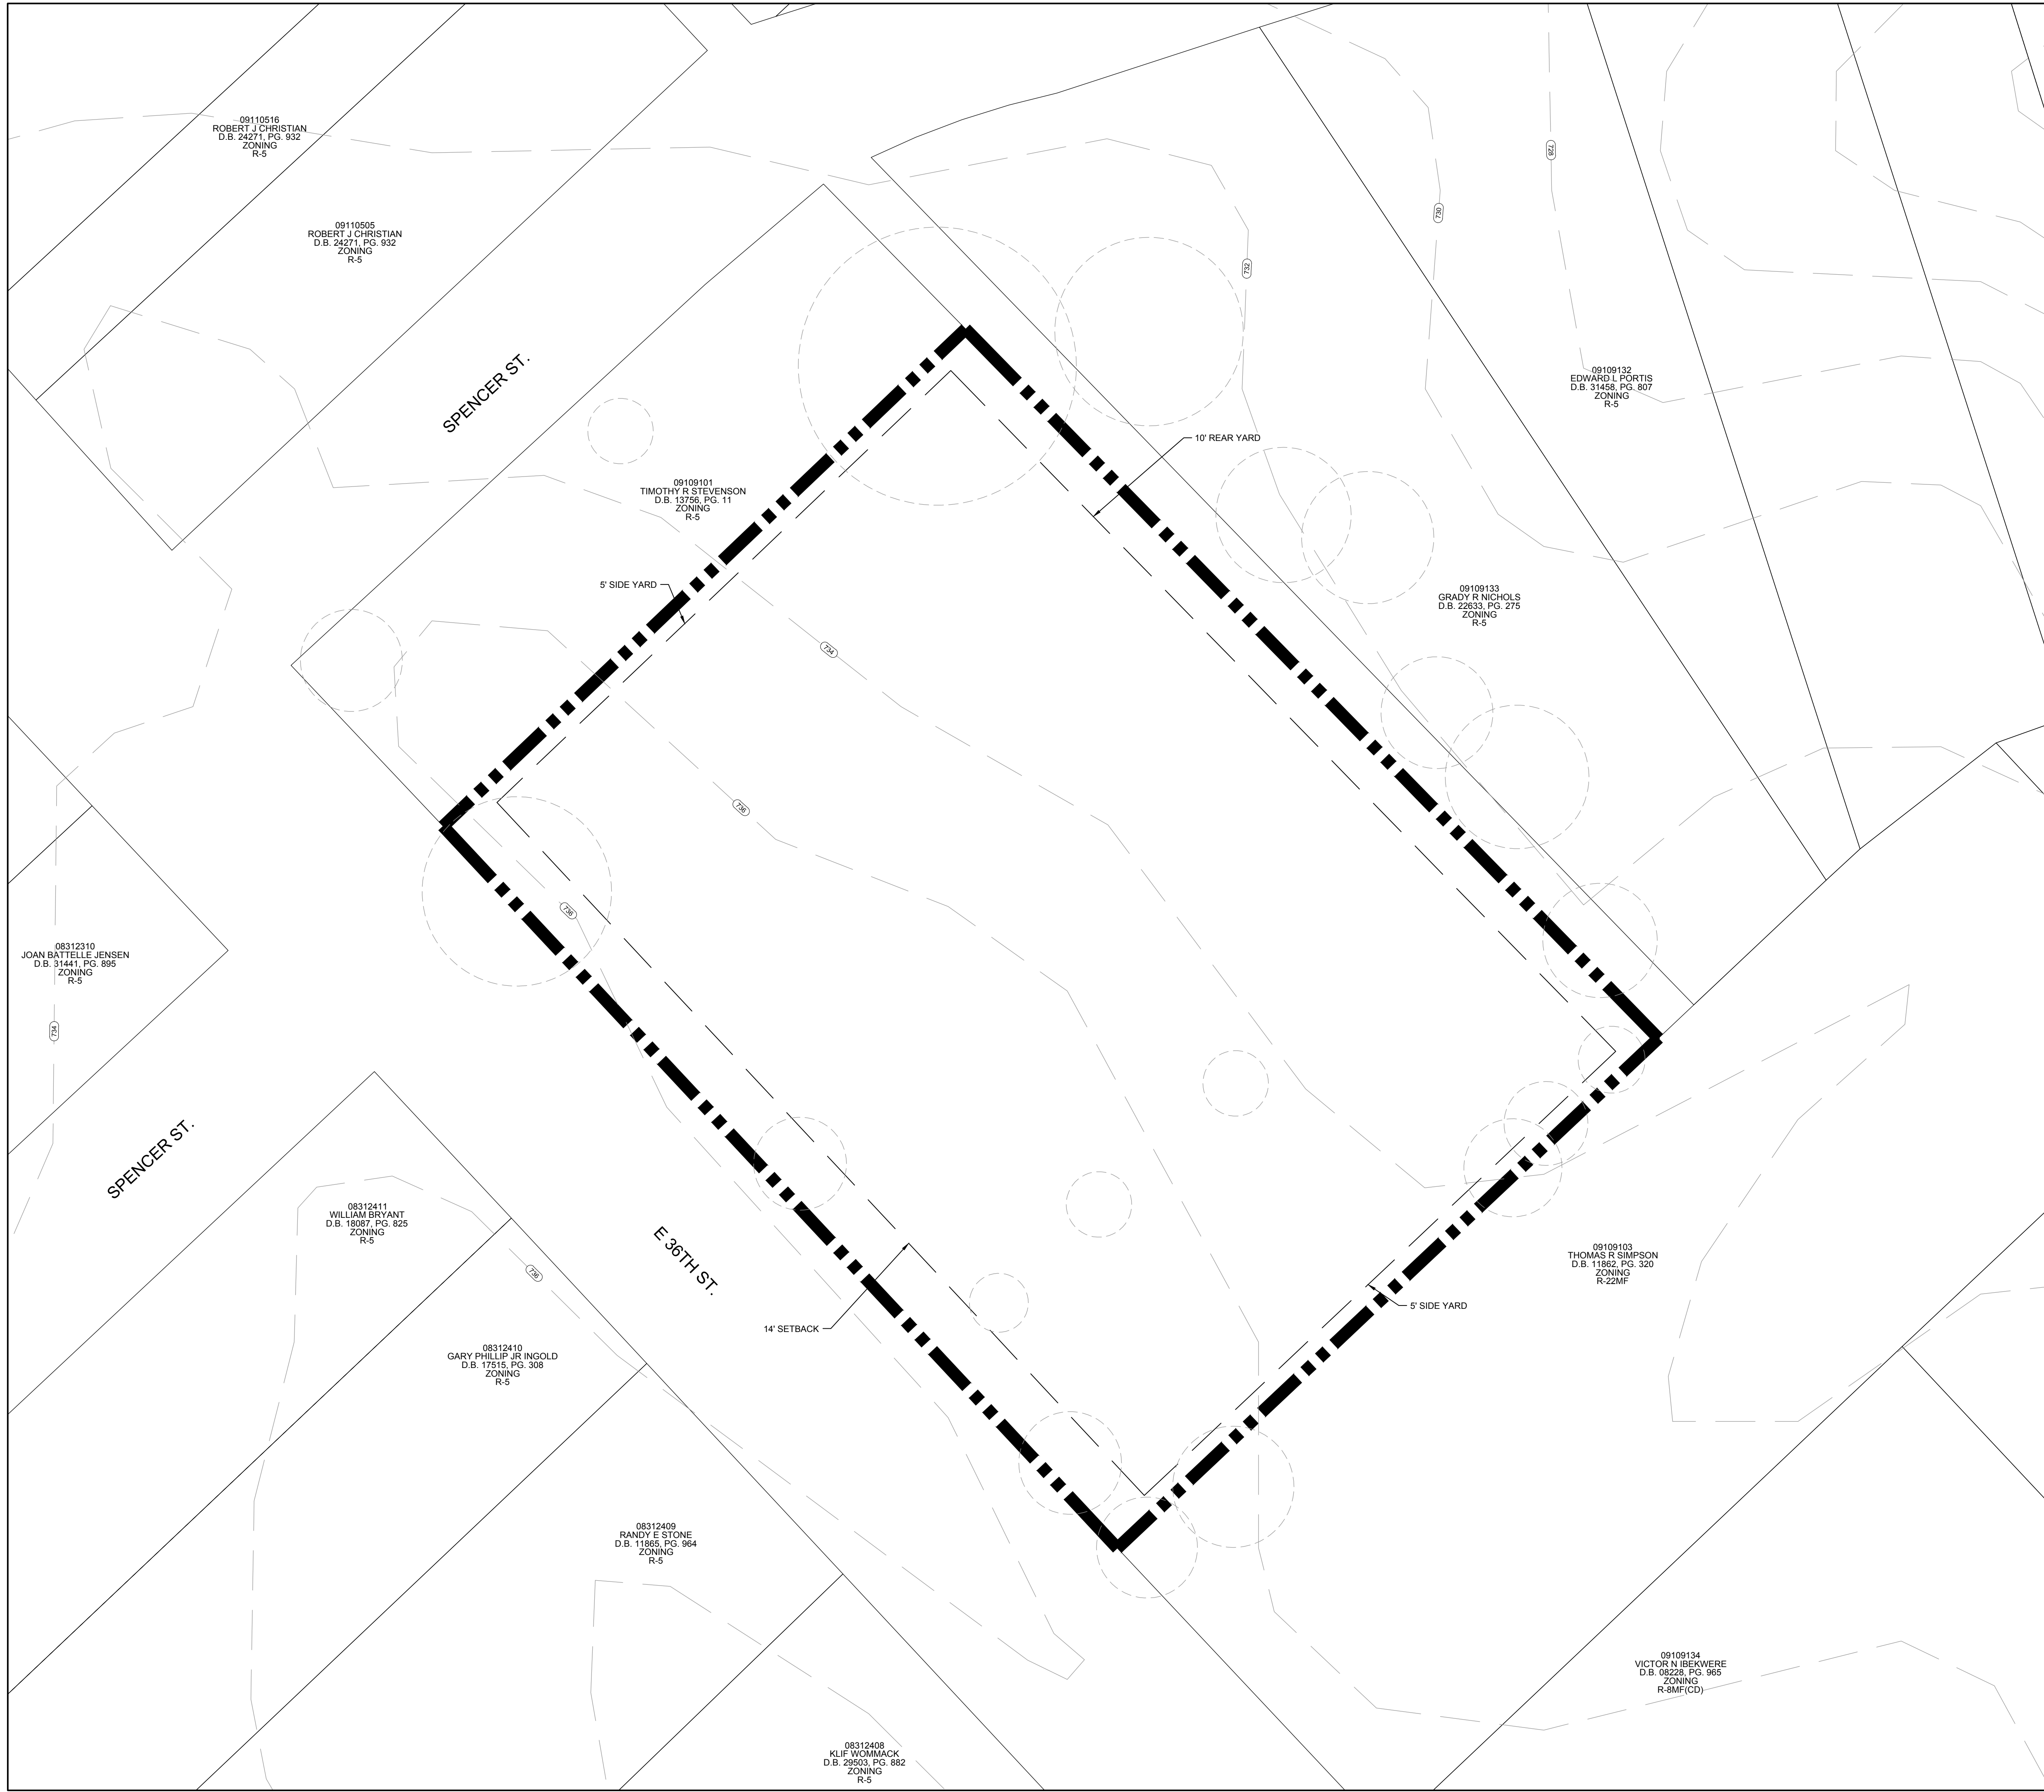 09110516
ROBERT J CHRISTIAN
D.B. 24271, PG. 932
ZONING
R-5
728
730
09110505
ROBERT J CHRISTIAN
D.B. 24271, PG. 932
ZONING
R-5
732
SPENCER ST.
09109132
EDWARD L PORTIS
D.B. 31458, PG. 807
ZONING
R-5
10' REAR YARD
09109101
TIMOTHY R STEVENSON
D.B. 13756, PG. 11
ZONING
R-5
5' SIDE YARD
09109133
GRADY R NICHOLS
D.B. 22633, PG. 275
ZONING
R-5
734
736
736
08312310
JOAN BATTELLE JENSEN
D.B. 31441, PG. 895
ZONING
R-5
734
SPENCER ST.
08312411
WILLIAM BRYANT
D.B. 18087, PG. 825
ZONING
R-5
E 36TH ST.
736
09109103
THOMAS R SIMPSON
D.B. 11862, PG. 320
ZONING
R-22MF
5' SIDE YARD
14' SETBACK
08312410
GARY PHILLIP JR INGOLD
D.B. 17515, PG. 308
ZONING
R-5
08312409
RANDY E STONE
D.B. 11865, PG. 964
ZONING
R-5
09109134
VICTOR N IBEKWERE
D.B. 08228, PG. 965
ZONING
R-8MF(CD)
08312408
KLIF WOMMACK
D.B. 29503, PG. 882
ZONING
R-5